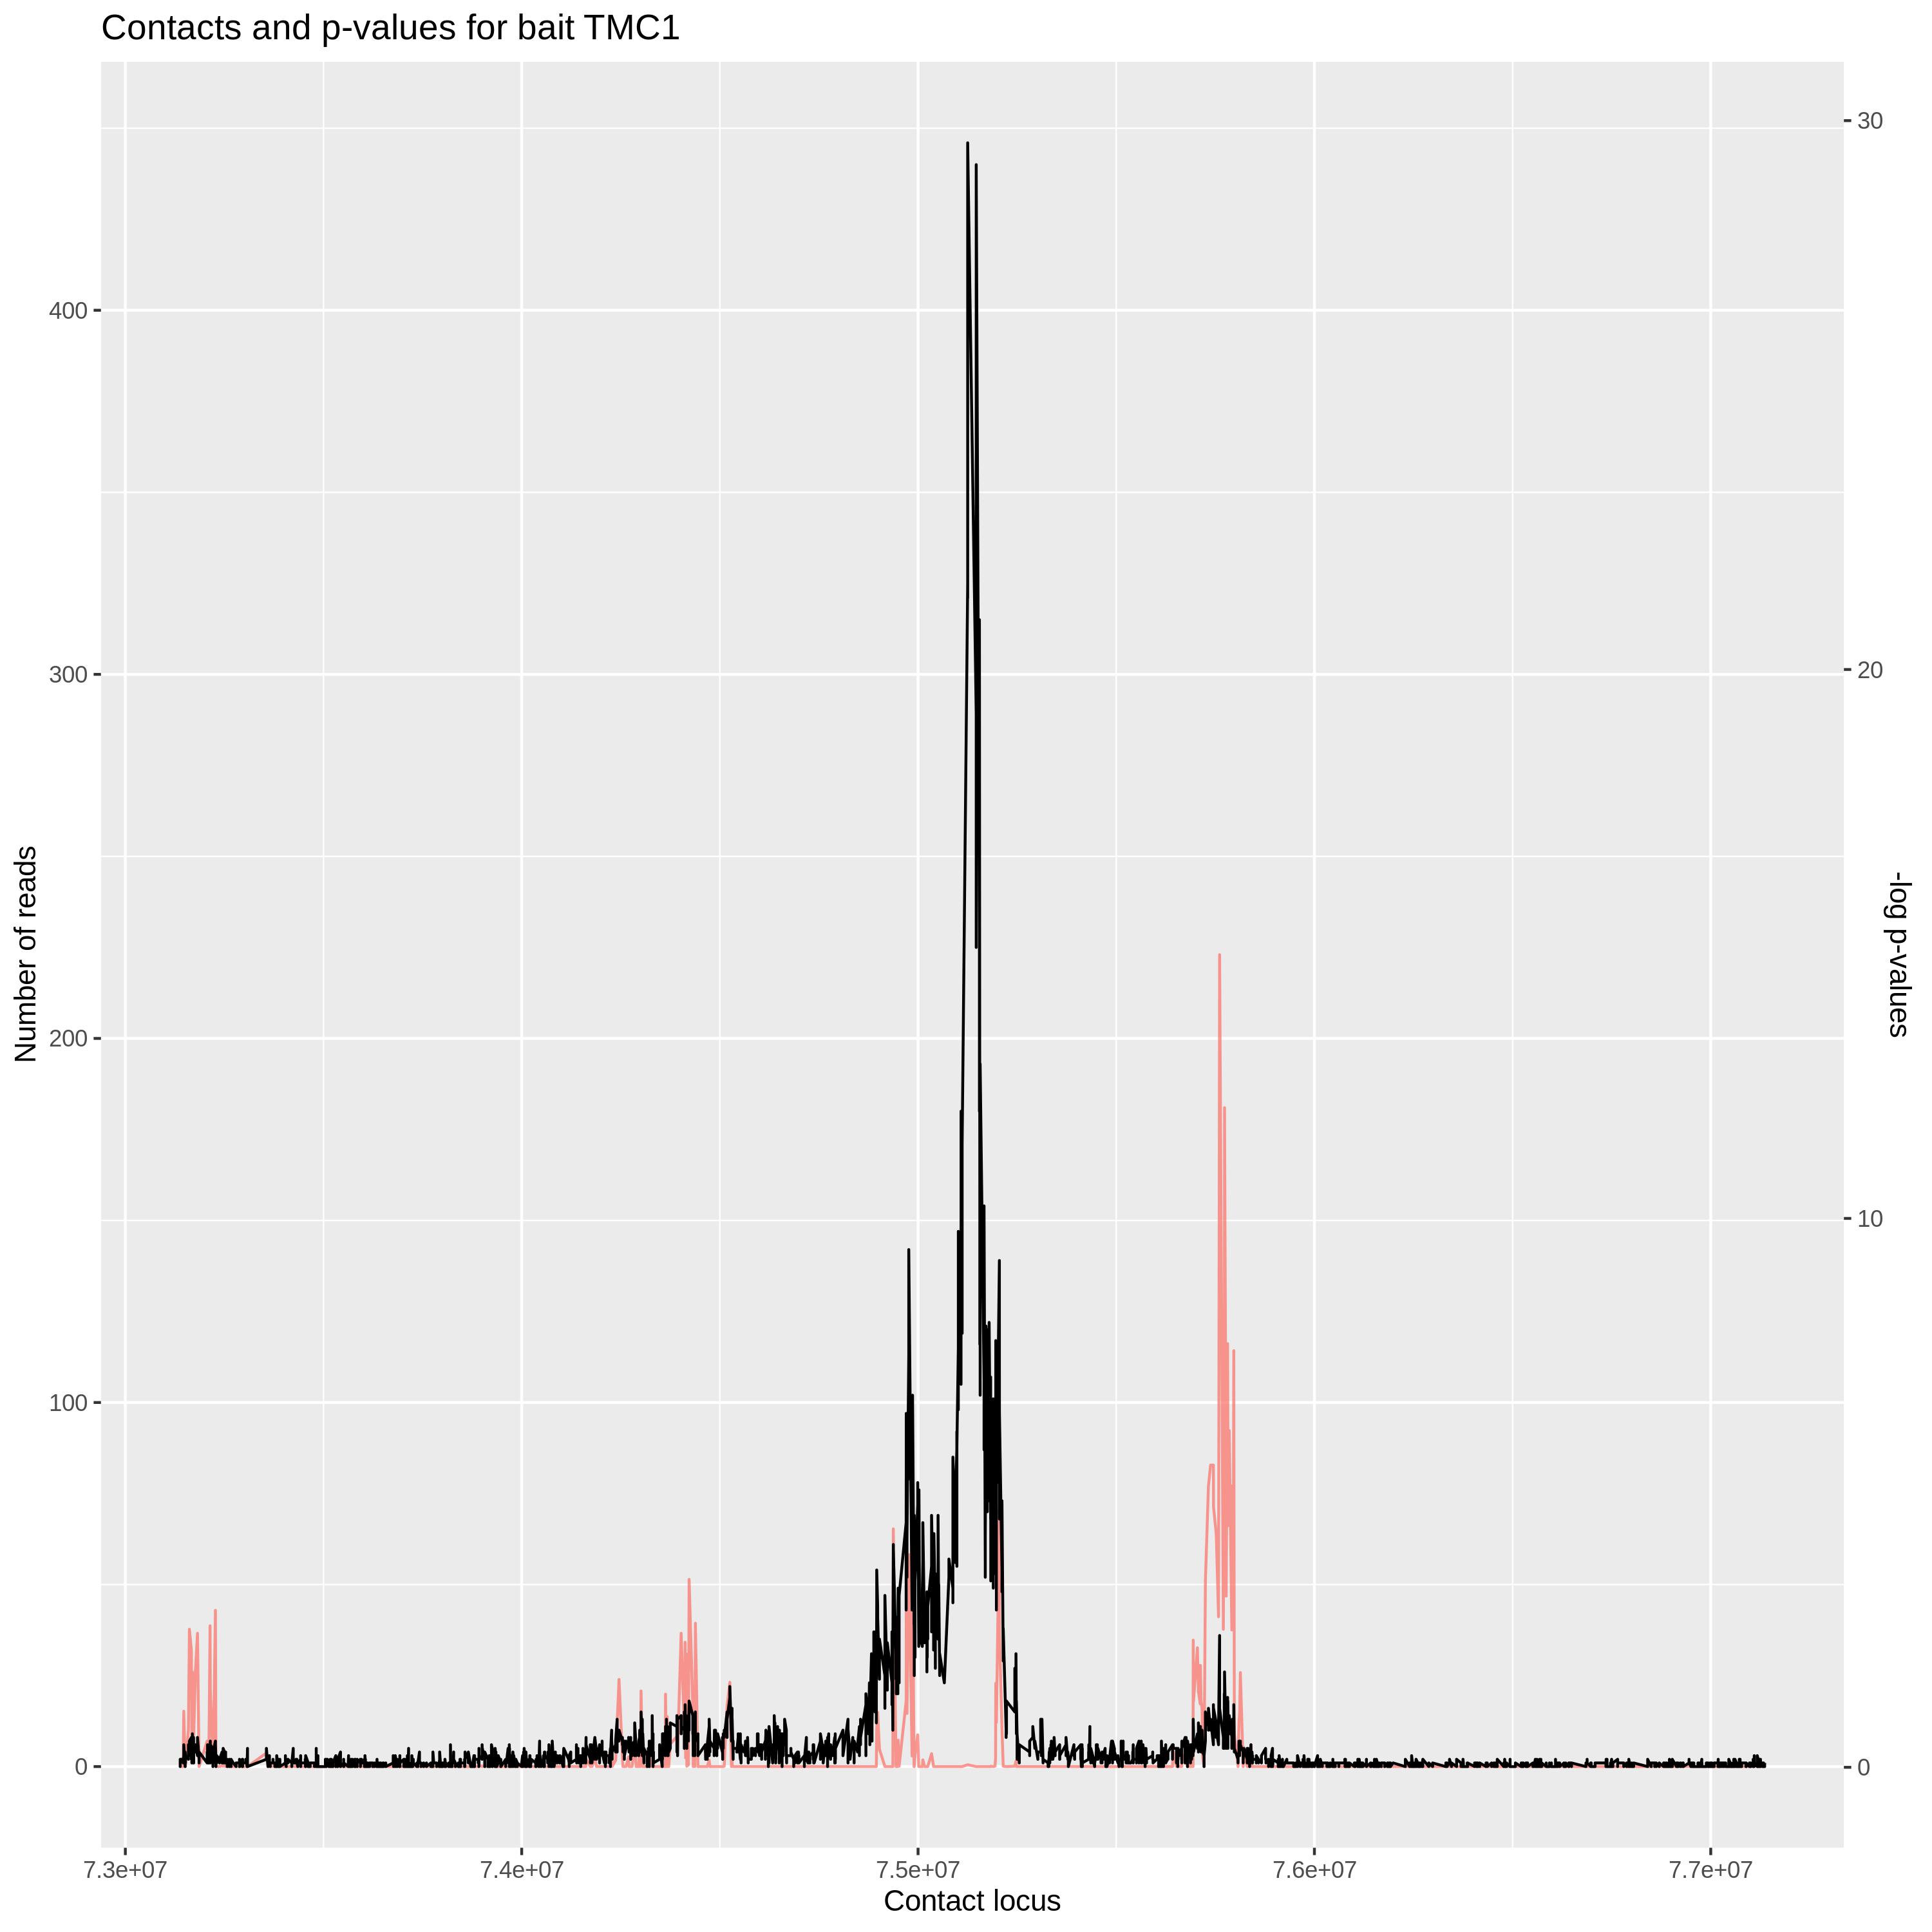 Contacts and p-values for bait TMC1
30
400
20
300
Number of reads
-log p-values
200
10
100
0
0
7.3e+07 7.4e+07 7.5e+07 7.6e+07 7.7e+07
Contact locus